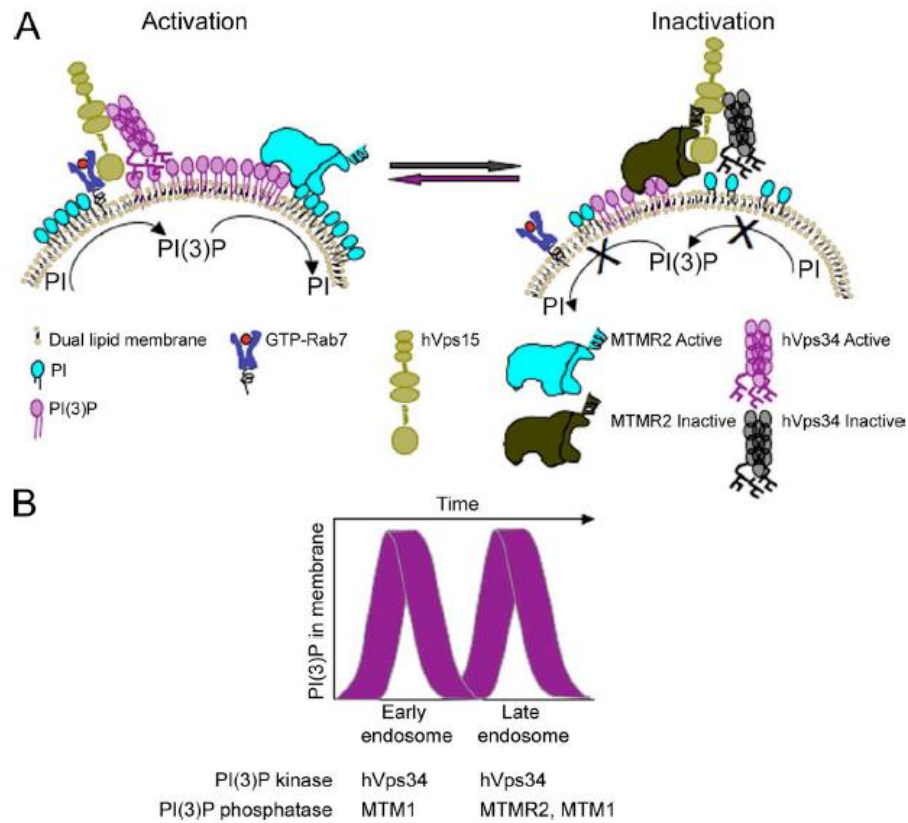 A
Activation
Inactivation
PI
PI(3)P
PI
PI
PI(3)P
PI
Dual lipid membrane
PI
PI(3)P
GTP-Rab7
hVps15
MTMR2 Active
MTMR2 Inactive
hVps34 Active
hVps34 Inactive
B
Time
PI(3)P in membrane
Early endosome
Late endosome
PI(3)P kinase hVps34 hVps34
PI(3)P phosphatase MTM1 MTMR2, MTM1